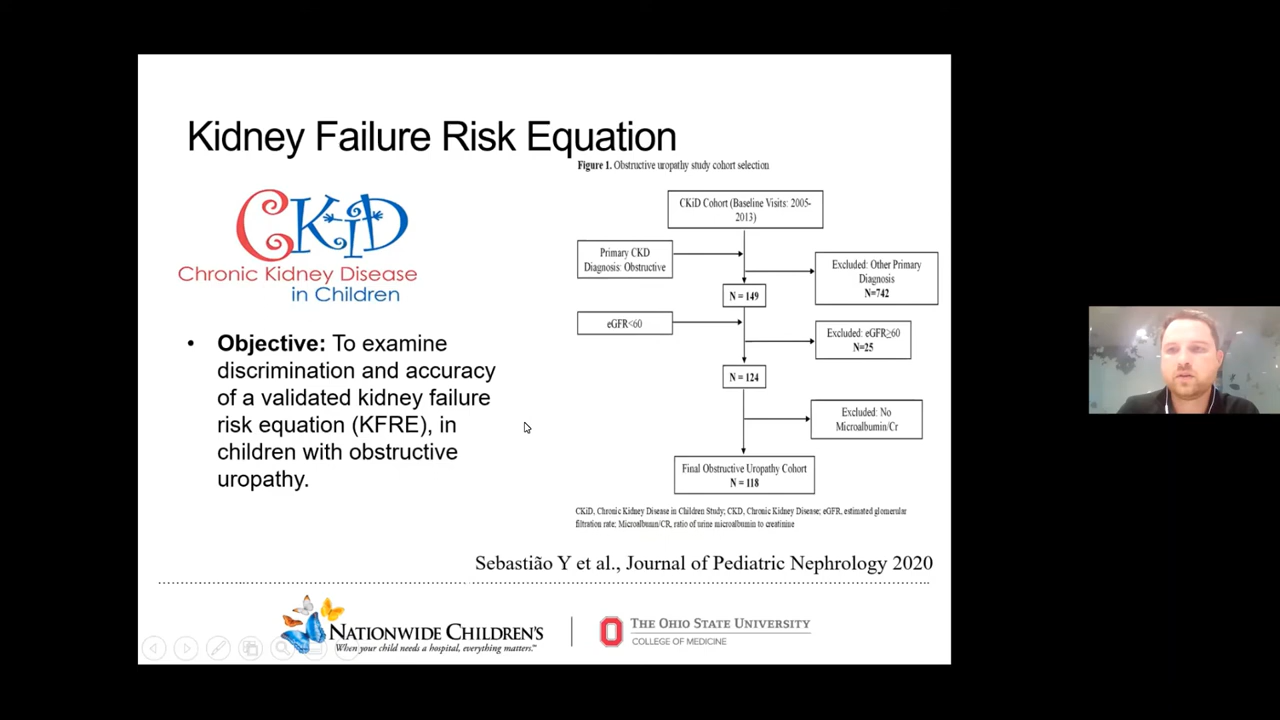 Kidney Failure Risk Equation
CKiD
Chronic Kidney Disease
in Children
• Objective: To examine
discrimination and accuracy
of a validated kidney failure
risk equation (KFRE), in
children with obstructive
uropathy.
Figure 1. Obstructive uropathy study cohort selection
CKiD Cohort (Baseline Visits: 2005-
2013)
Primary CKD
Diagnosis: Obstructive
Excluded: Other Primary
Diagnosis
N=742
N = 149
eGFR<60
Excluded: eGFR≥60
N=25
N = 124
Excluded: No
Microalbumin/Cr
Final Obstructive Uropathy Cohort
N = 118
CKiD, Chronic Kidney Disease in Children Study; CKD, Chronic Kidney Disease; eGFR, estimated glomerular
filtration rate; Microalbumn/CR, ratio of urine microalbumin to creatinine
Sebastião Y et al., Journal of Pediatric Nephrology 2020
NATIONWIDE CHILDREN'S
When your child needs a hospital, everything matters.™
THE OHIO STATE UNIVERSITY
COLLEGE OF MEDICINE